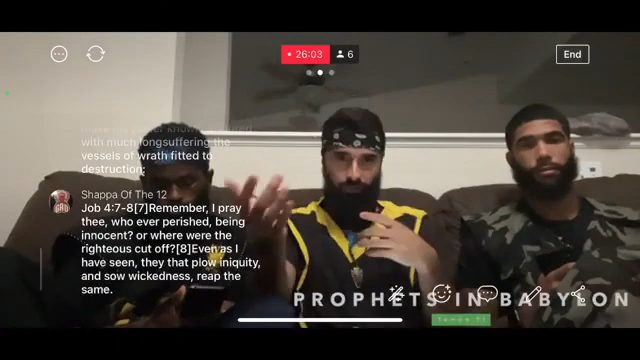 26:03
6
End
with much longsuffering the
vessels of wrath fitted to
destruction:
Shappa Of The 12
Job 4:7-8[7]Remember, I pray
thee, who ever perished, being
innocent? or where were the
righteous cut off?[8]Even as I
have seen, they that plow iniquity,
and sow wickedness, reap the
same.
PROPHETS IN BABYLON